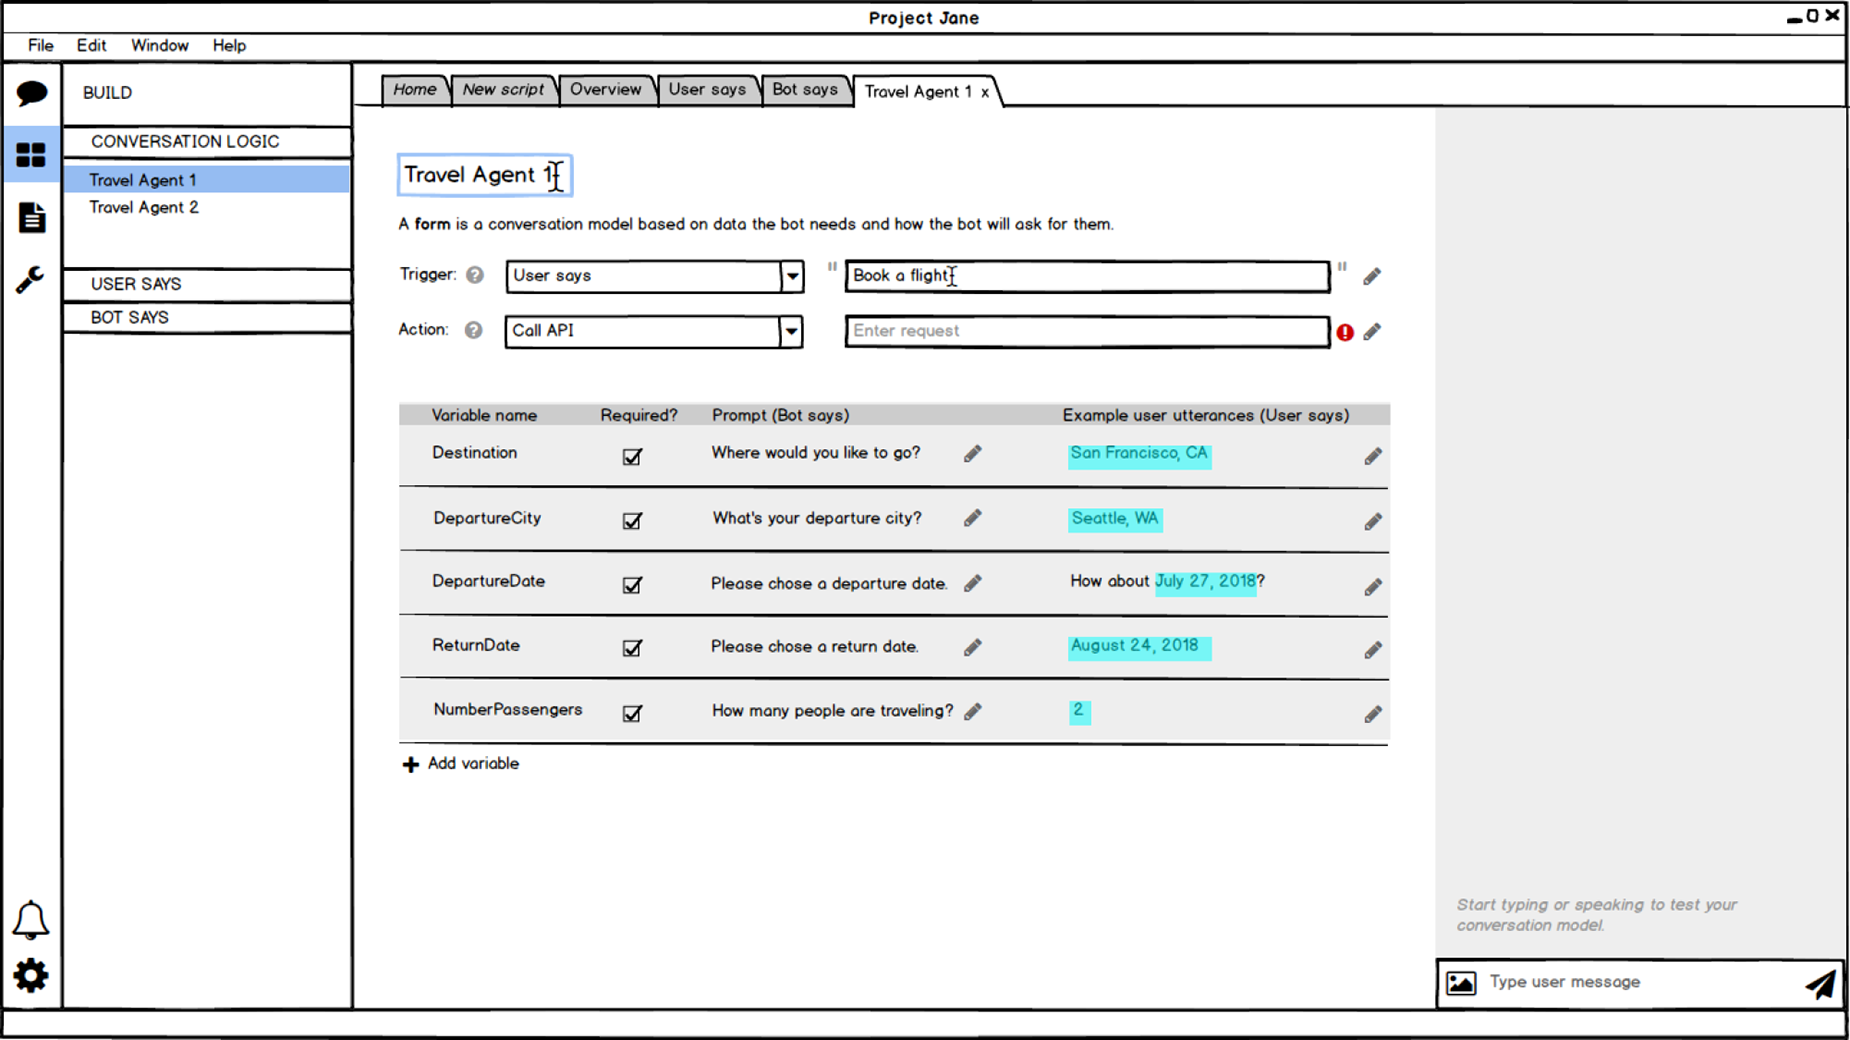 Project Jane
File Edit Window Help
BUILD
CONVERSATION LOGIC
Travel Agent 1
Travel Agent 2
USER SAYS
BOT SAYS
Home New script Overview User says Bot says Travel Agent 1 x
Travel Agent 1
A form is a conversation model based on data the bot needs and how the bot will ask for them.
Trigger: ? User says " Book a flight "
Action: ? Call API Enter request !
Variable name Required? Prompt (Bot says) Example user utterances (User says)
Destination Where would you like to go? San Francisco, CA
DepartureCity What's your departure city? Seattle, WA
DepartureDate Please chose a departure date. How about July 27, 2018?
ReturnDate Please chose a return date. August 24, 2018
NumberPassengers How many people are traveling? 2
+ Add variable
Start typing or speaking to test your
conversation model.
Type user message